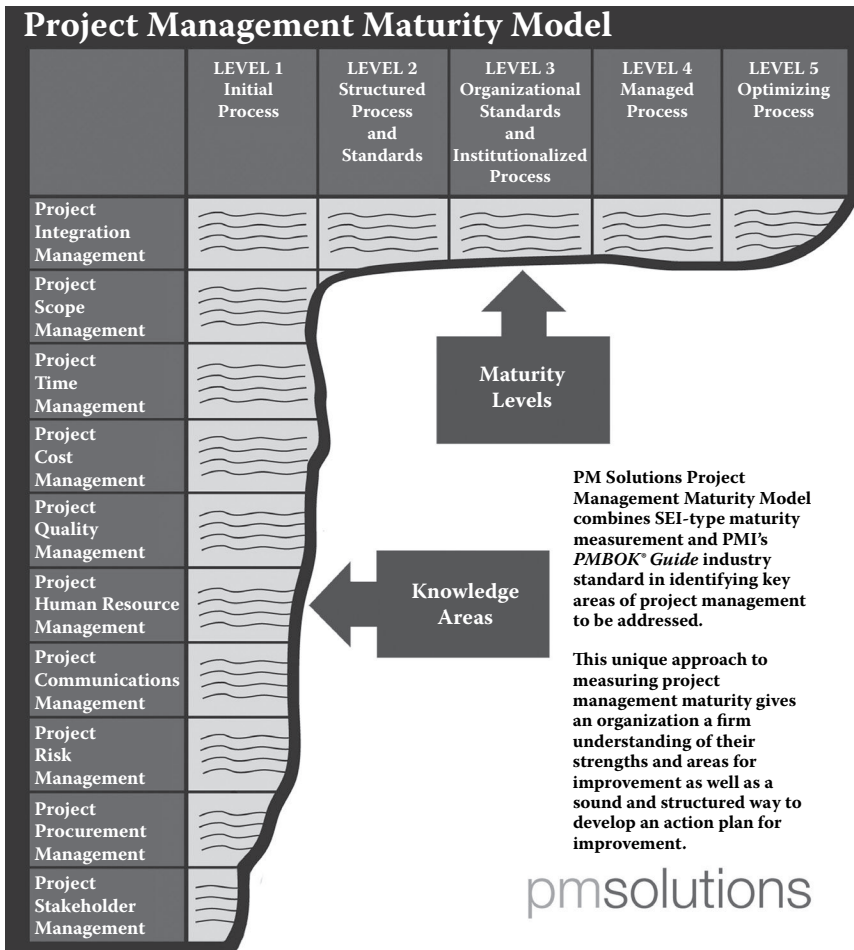 Project Management Maturity Model
LEVEL 1
Initial
Process
LEVEL 2
Structured
Process
and
Standards
LEVEL 3
Organizational
Standards
and
Institutionalized
Process
LEVEL 4
Managed
Process
LEVEL 5
Optimizing
Process
Project
Integration
Management
Project
Scope
Management
Project
Time
Management
Project
Cost
Management
Project
Quality
Management
Project
Human Resource
Management
Project
Communications
Management
Project
Risk
Management
Project
Procurement
Management
Project
Stakeholder
Management
Maturity
Levels
Knowledge
Areas
PM Solutions Project
Management Maturity Model
combines SEI-type maturity
measurement and PMI's
PMBOK® Guide industry
standard in identifying key
areas of project management
to be addressed.
This unique approach to
measuring project
management maturity gives
an organization a firm
understanding of their
strengths and areas for
improvement as well as a
sound and structured way to
develop an action plan for
improvement.
pmsolutions